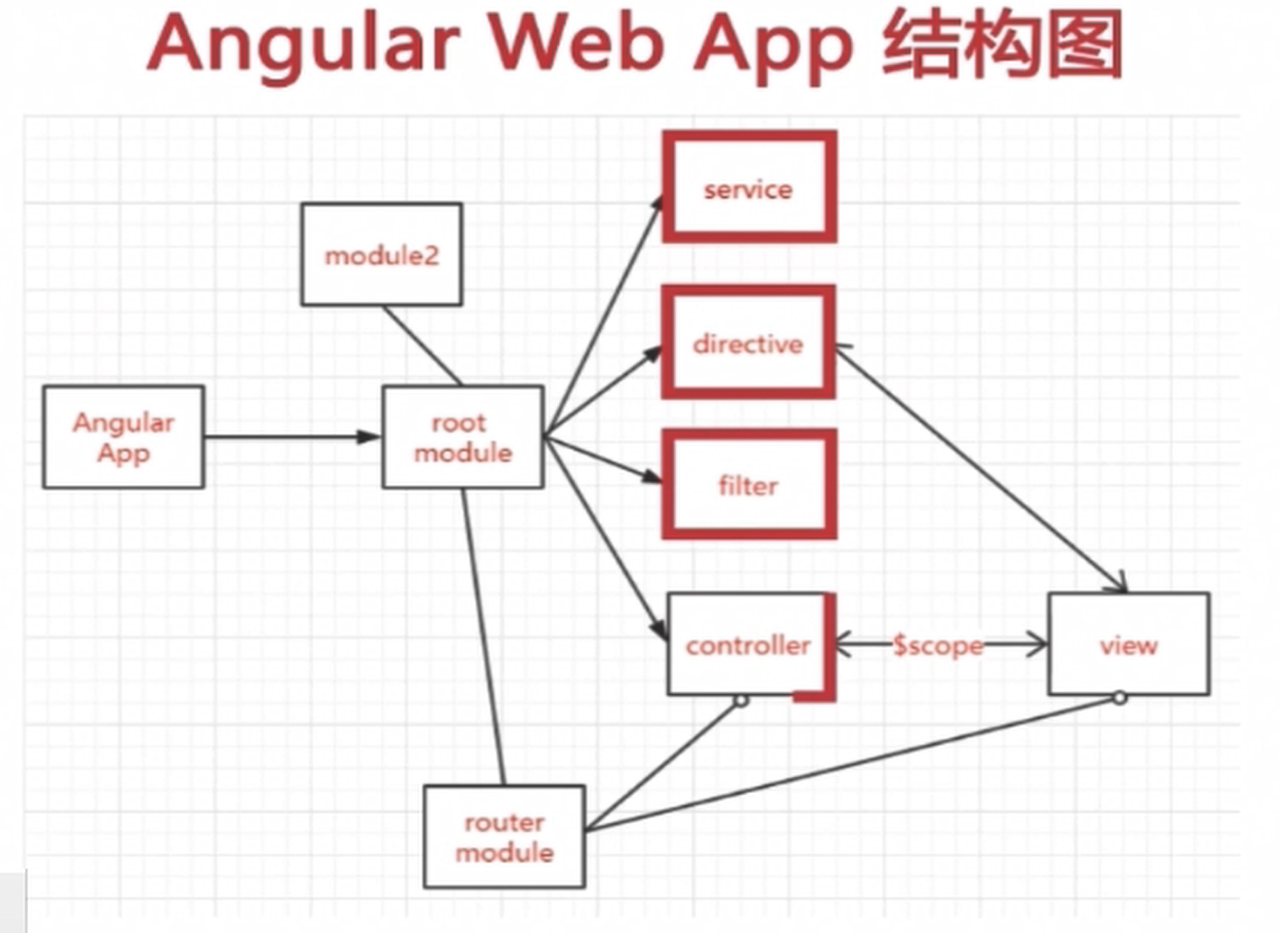 Angular Web App 结构图
service
module2
directive
Angular
App
root
module
filter
controller
$scope
view
router
module